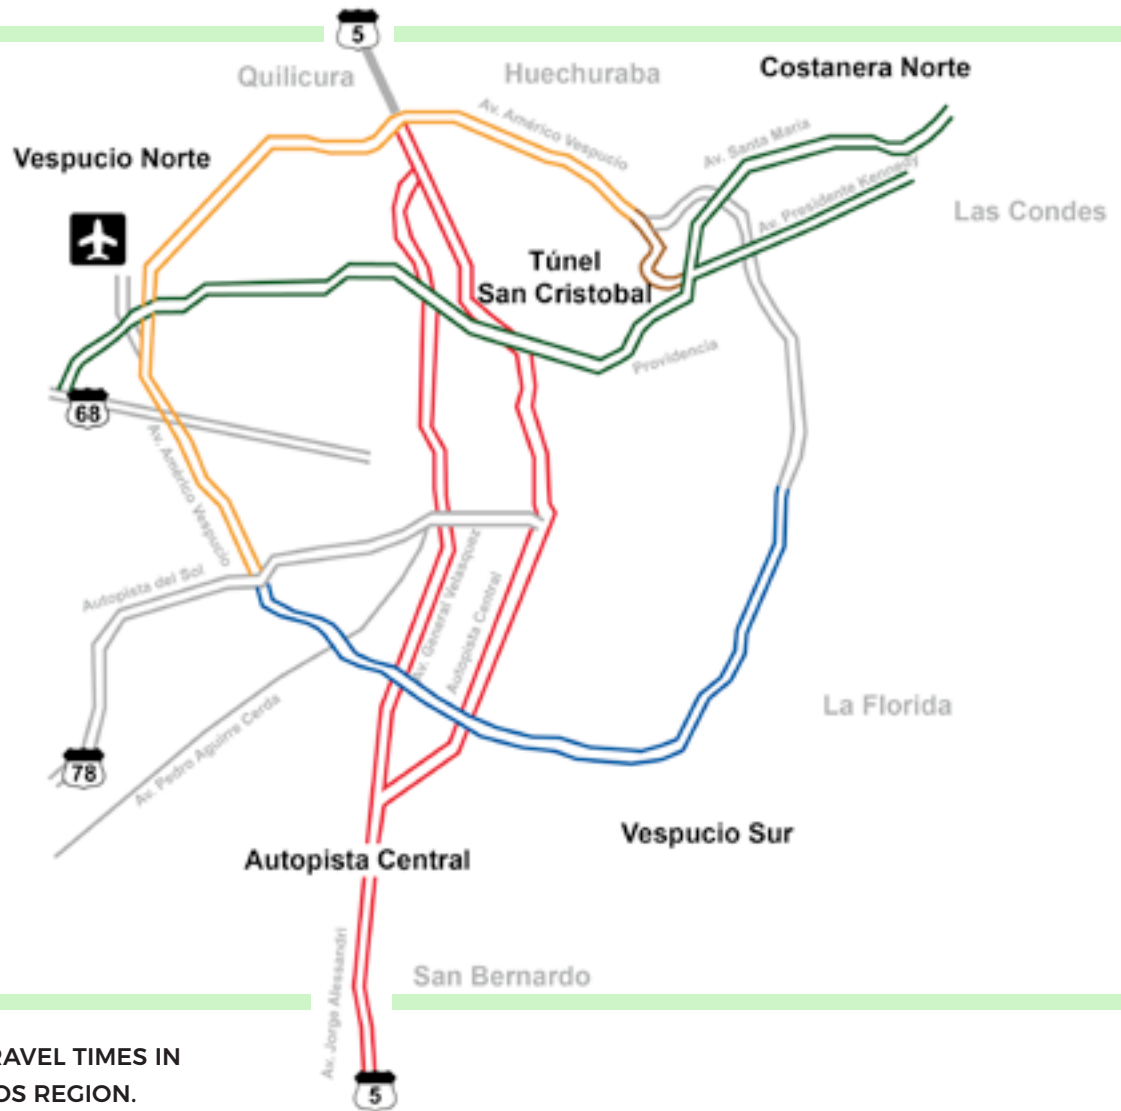 5
Quilicura
Huechuraba
Costanera Norte
Av. Américo Vespucio
Av. Santa María
Vespucio Norte
Av. Presidente Kennedy
Las Condes
Túnel
San Cristobal
Providencia
68
Av. Américo Vespucio
Autopista del Sol
Av. General Velasquez
Autopista Central
La Florida
78
Av. Pedro Aguirre Cerda
Vespucio Sur
Autopista Central
San Bernardo
Av. Jorge Alessandri
RAVEL TIMES IN
OS REGION.
5